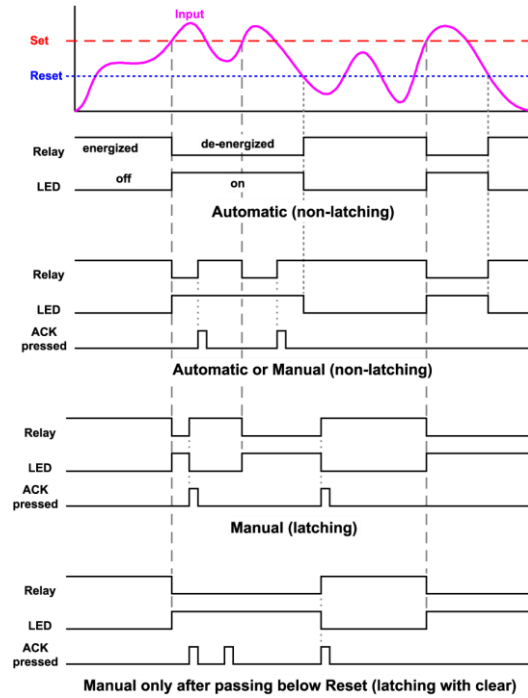 Input
Set
Reset
energized
de-energized
Relay
off
on
LED
Automatic (non-latching)
Relay
LED
ACK
pressed
Automatic or Manual (non-latching)
Relay
LED
ACK
pressed
Manual (latching)
Relay
LED
ACK
pressed
Manual only after passing below Reset (latching with clear)